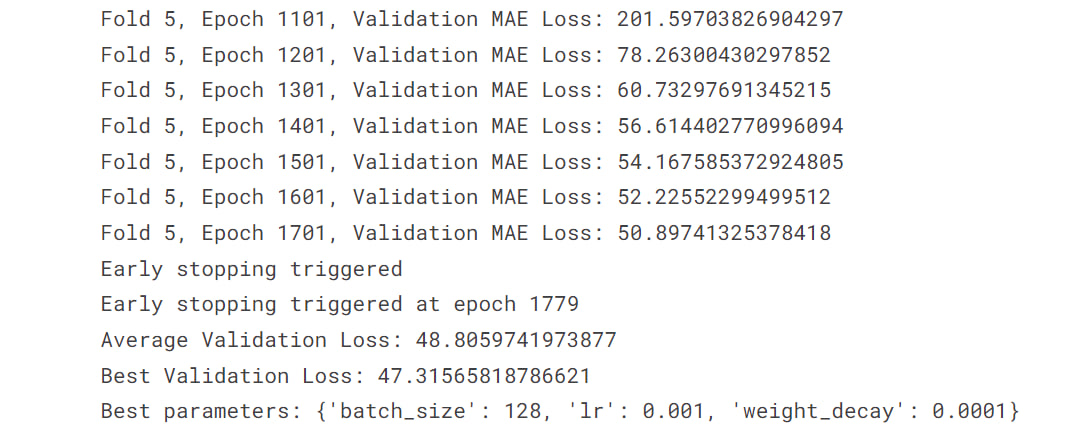 Fold 5, Epoch 1101, Validation MAE Loss: 201.59703826904297
Fold 5, Epoch 1201, Validation MAE Loss: 78.26300430297852
Fold 5, Epoch 1301, Validation MAE Loss: 60.73297691345215
Fold 5, Epoch 1401, Validation MAE Loss: 56.614402770996094
Fold 5, Epoch 1501, Validation MAE Loss: 54.167585372924805
Fold 5, Epoch 1601, Validation MAE Loss: 52.22552299499512
Fold 5, Epoch 1701, Validation MAE Loss: 50.89741325378418
Early stopping triggered
Early stopping triggered at epoch 1779
Average Validation Loss: 48.8059741973877
Best Validation Loss: 47.31565818786621
Best parameters: {'batch_size': 128, 'lr': 0.001, 'weight_decay': 0.0001}